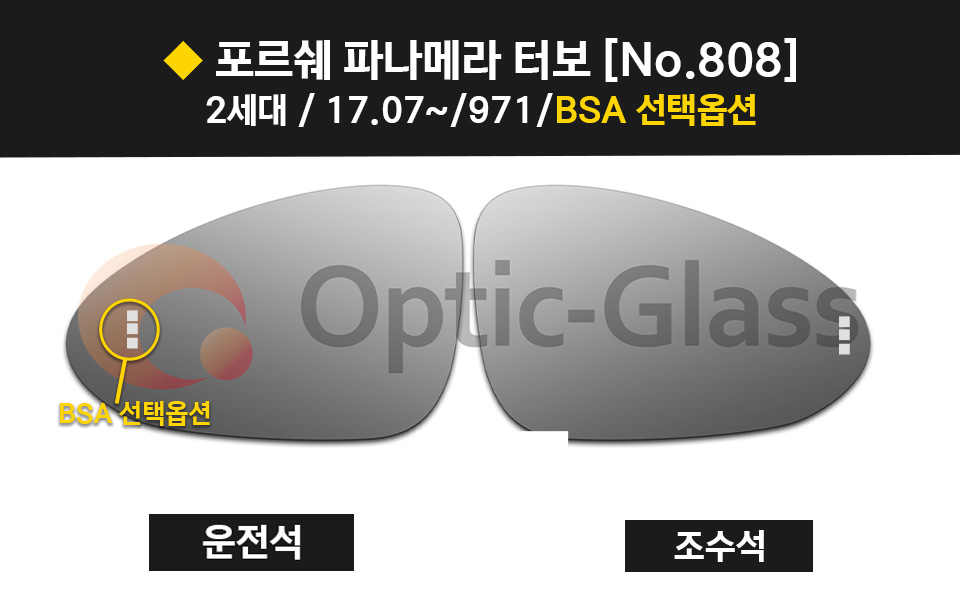 ◆ 포르쉐 파나메라 터보 [No.808]
2세대 / 17.07~/971/BSA 선택옵션
Optic-Glass
BSA 선택옵션
운전석
조수석